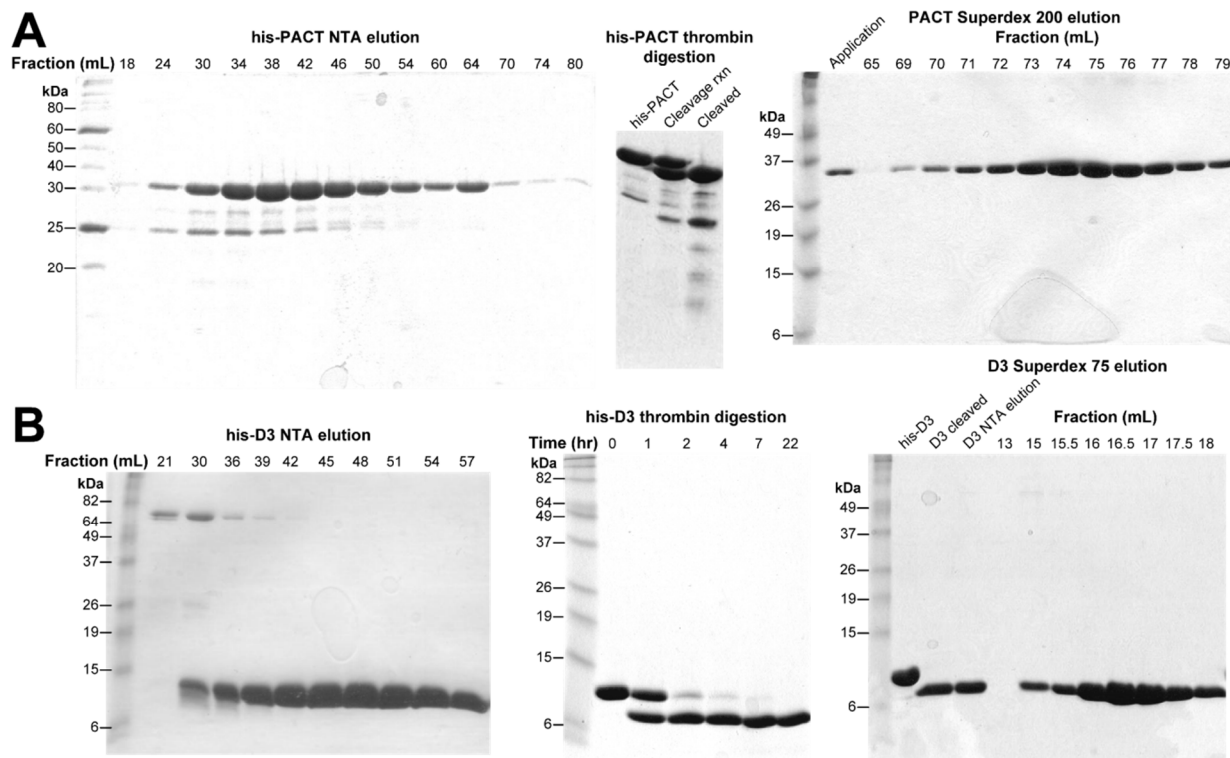 A
his-PACT NTA elution
Fraction (mL) 18 24 30 34 38 42 46 50 54 60 64 70 74 80
kDa
80
60
50
40
30
25
20
his-PACT thrombin
digestion
his-PACT
Cleavage rxn
Cleaved
PACT Superdex 200 elution
Fraction (mL)
Application 65 69 70 71 72 73 74 75 76 77 78 79
kDa
49
37
26
19
15
6
B
his-D3 NTA elution
Fraction (mL) 21 30 36 39 42 45 48 51 54 57
kDa
82
64
49
37
26
19
15
6
his-D3 thrombin digestion
Time (hr) 0 1 2 4 7 22
kDa
82
64
49
37
26
19
15
6
D3 Superdex 75 elution
his-D3
D3 cleaved
D3 NTA elution
Fraction (mL)
13 15 15.5 16 16.5 17 17.5 18
kDa
49
37
26
19
15
6